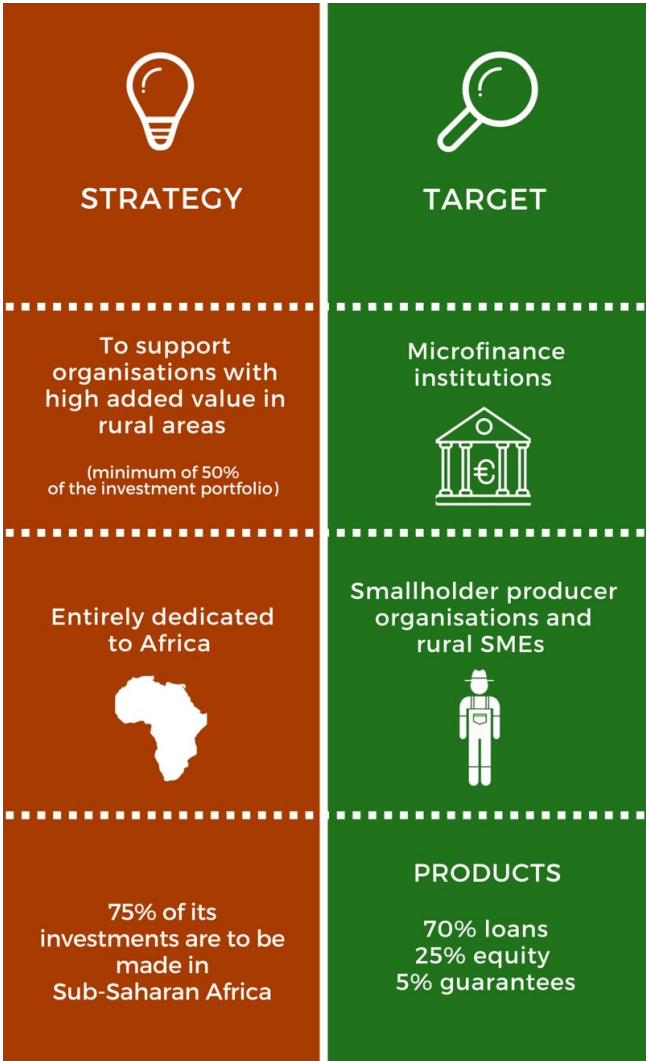 STRATEGY
To support
organisations with
high added value in
rural areas
(minimum of 50%
of the investment portfolio)
Entirely dedicated
to Africa
75% of its
investments are to be
made in
Sub-Saharan Africa
TARGET
Microfinance
institutions
€
Smallholder producer
organisations and
rural SMEs
PRODUCTS
70% loans
25% equity
5% guarantees